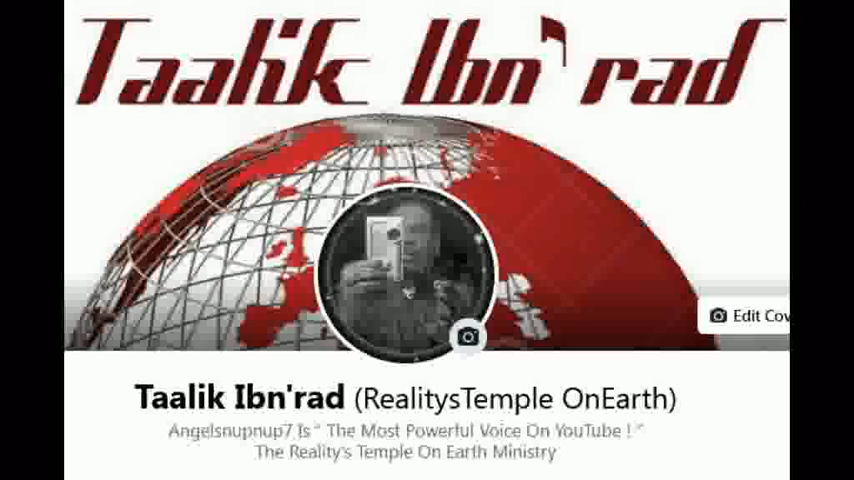 Taalik Ibn'rad
Edit Cov
Taalik Ibn'rad (RealitysTemple OnEarth)
Angelsnupnup7 Is " The Most Powerful Voice On YouTube ! "
The Reality's Temple On Earth Ministry